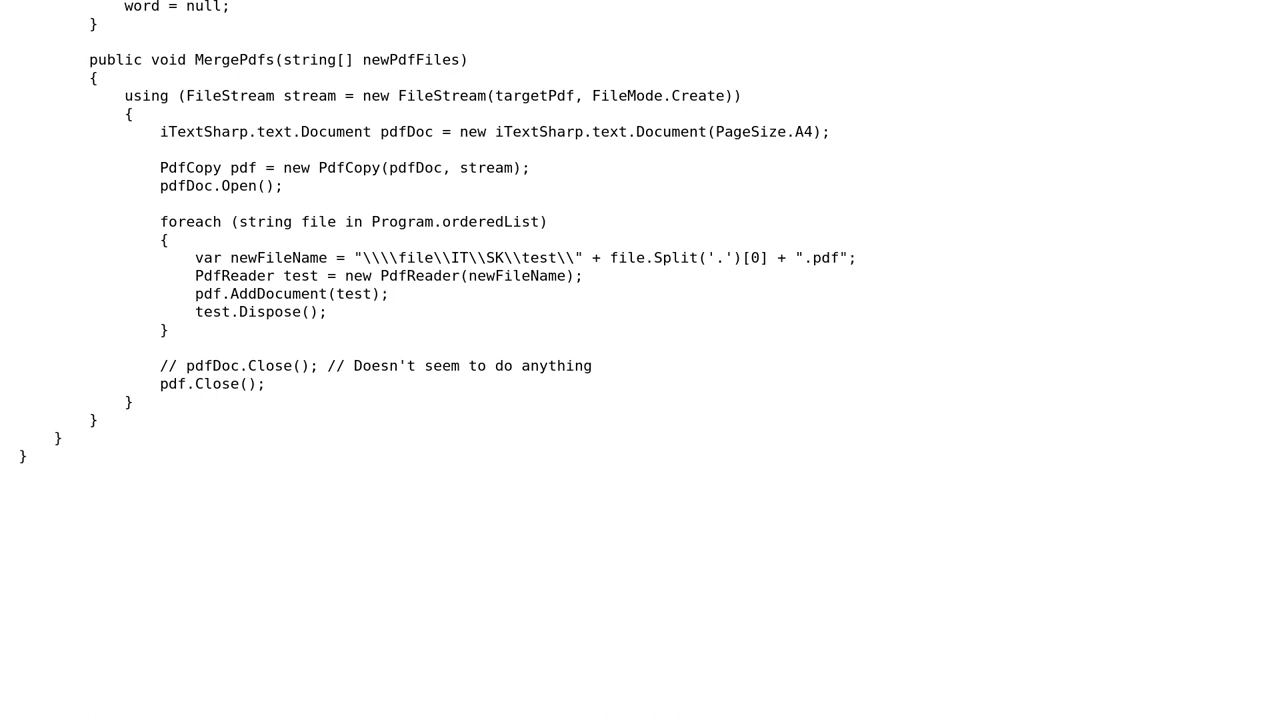 word = null;
        }

        public void MergePdfs(string[] newPdfFiles)
        {
            using (FileStream stream = new FileStream(targetPdf, FileMode.Create))
            {
                iTextSharp.text.Document pdfDoc = new iTextSharp.text.Document(PageSize.A4);

                PdfCopy pdf = new PdfCopy(pdfDoc, stream);
                pdfDoc.Open();

                foreach (string file in Program.orderedList)
                {
                    var newFileName = "\\\\file\\IT\\SK\\test\\" + file.Split('.')[0] + ".pdf";
                    PdfReader test = new PdfReader(newFileName);
                    pdf.AddDocument(test);
                    test.Dispose();
                }

                // pdfDoc.Close(); // Doesn't seem to do anything
                pdf.Close();
            }
        }
    }
}